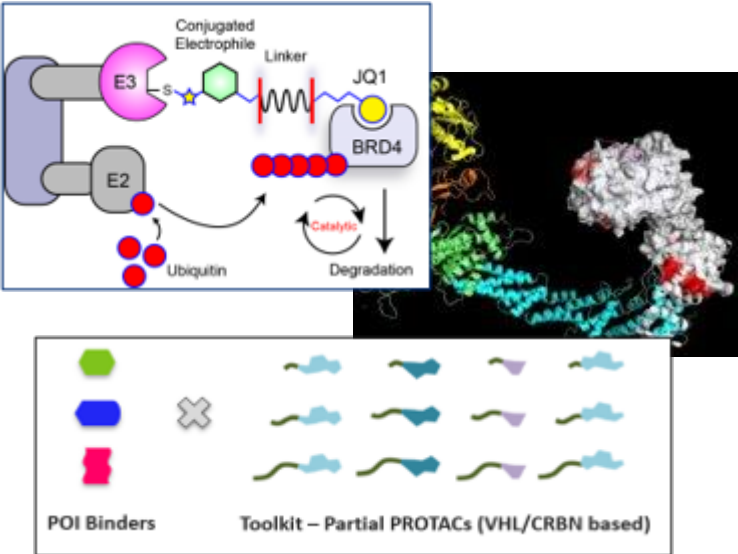 Conjugated
Electrophile
Linker
E3
S
JQ1
BRD4
E2
Catalytic
Ubiquitin
Degradation
POI Binders
Toolkit – Partial PROTACs (VHL/CRBN based)